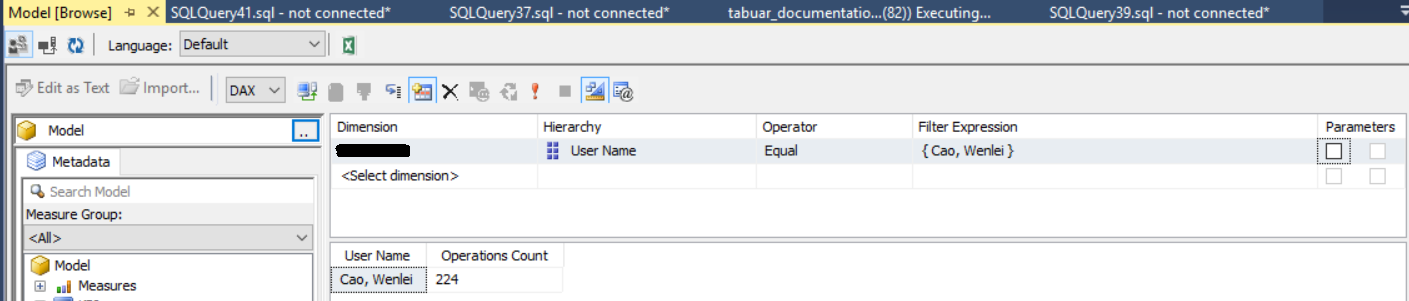 Model [Browse] SQLQuery41.sql - not connected* SQLQuery37.sql - not connected* tabuar_documentatio...(82)) Executing... SQLQuery39.sql - not connected*
Language: Default
Edit as Text Import... DAX
Model
Dimension Hierarchy Operator Filter Expression Parameters
User Name Equal { Cao, Wenlei }
<Select dimension>
Metadata
Search Model
Measure Group:
<All>
Model
Measures
User Name Operations Count
Cao, Wenlei 224